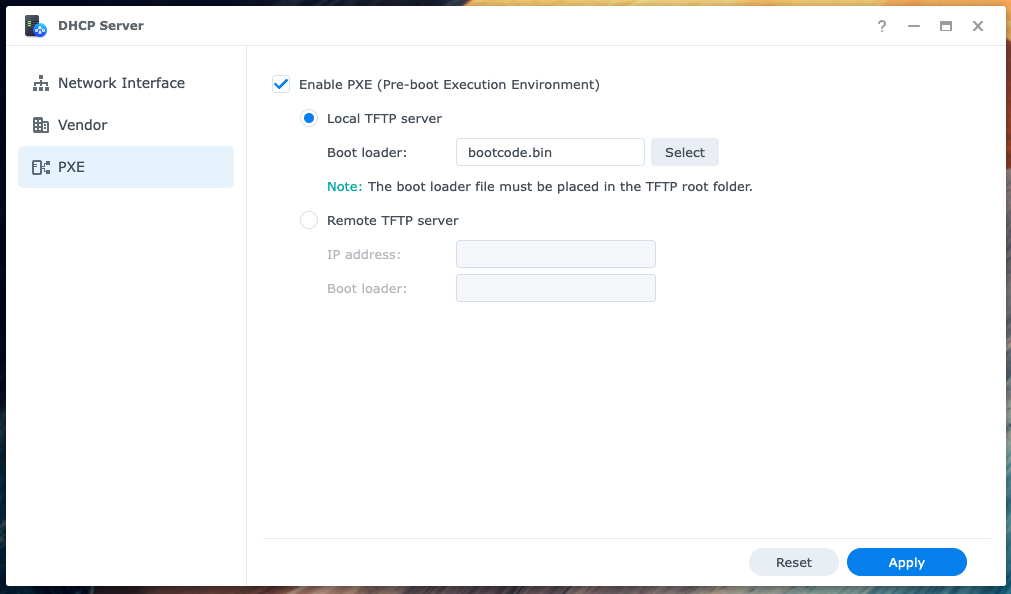 DHCP Server
?
Network Interface
Vendor
PXE
Enable PXE (Pre-boot Execution Environment)
Local TFTP server
Boot loader: bootcode.bin Select
Note: The boot loader file must be placed in the TFTP root folder.
Remote TFTP server
IP address:
Boot loader:
Reset Apply